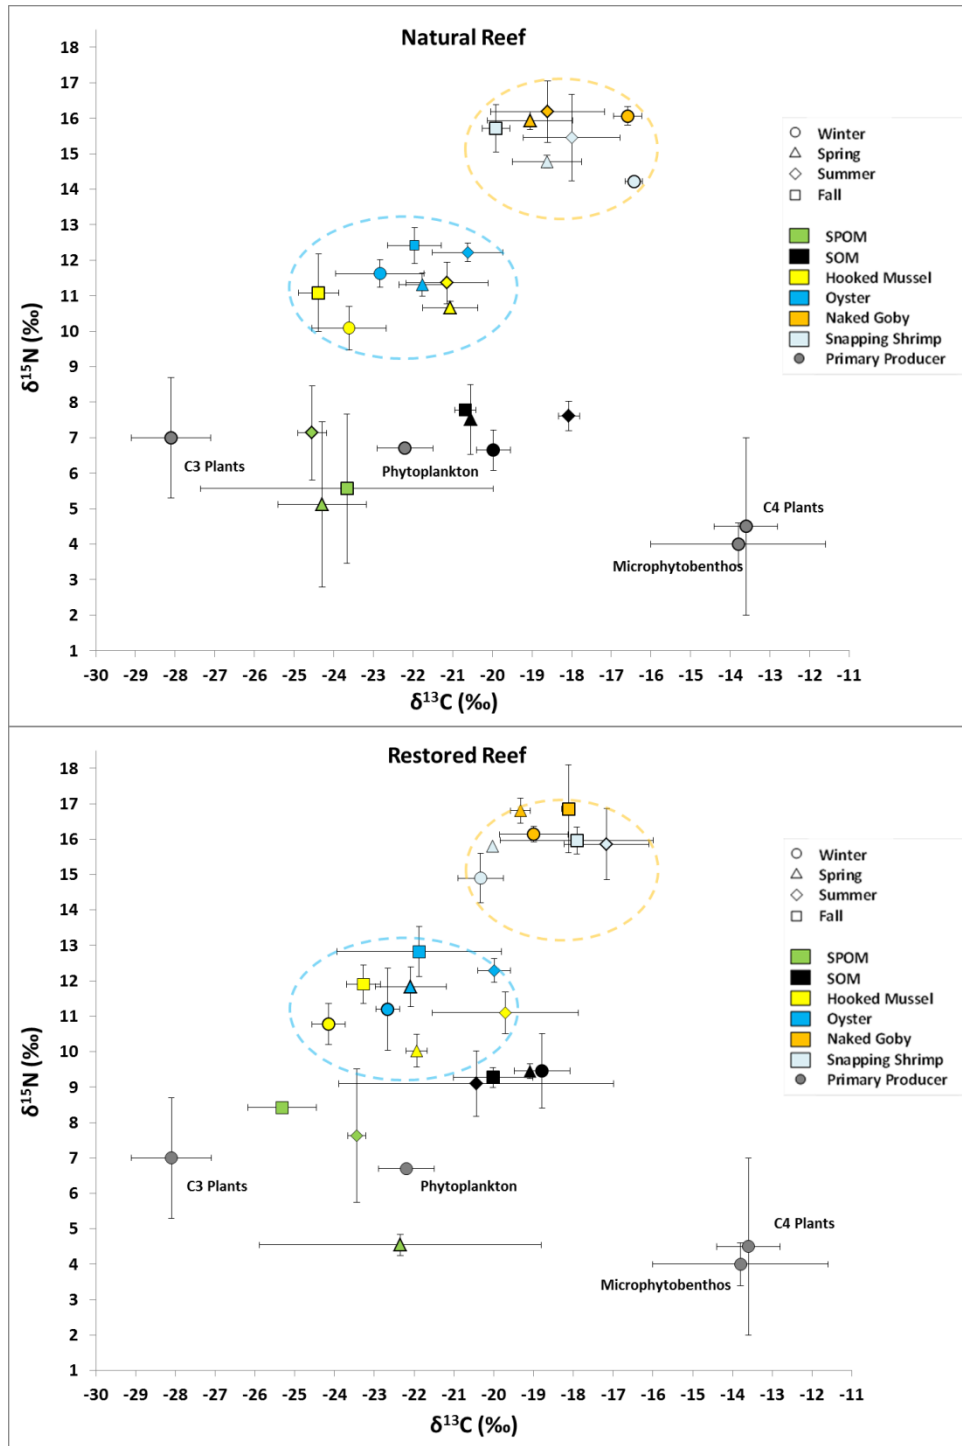 Natural Reef
18
17
16
15
14
13
12
11
10
9
8
7
6
5
4
3
2
1
δ15N (‰)
Winter
Spring
Summer
Fall
SPOM
SOM
Hooked Mussel
Oyster
Naked Goby
Snapping Shrimp
Primary Producer
C3 Plants
Phytoplankton
C4 Plants
Microphytobenthos
-30 -29 -28 -27 -26 -25 -24 -23 -22 -21 -20 -19 -18 -17 -16 -15 -14 -13 -12 -11
δ13C (‰)
Restored Reef
18
17
16
15
14
13
12
11
10
9
8
7
6
5
4
3
2
1
δ15N (‰)
Winter
Spring
Summer
Fall
SPOM
SOM
Hooked Mussel
Oyster
Naked Goby
Snapping Shrimp
Primary Producer
C3 Plants
Phytoplankton
C4 Plants
Microphytobenthos
-30 -29 -28 -27 -26 -25 -24 -23 -22 -21 -20 -19 -18 -17 -16 -15 -14 -13 -12 -11
δ13C (‰)